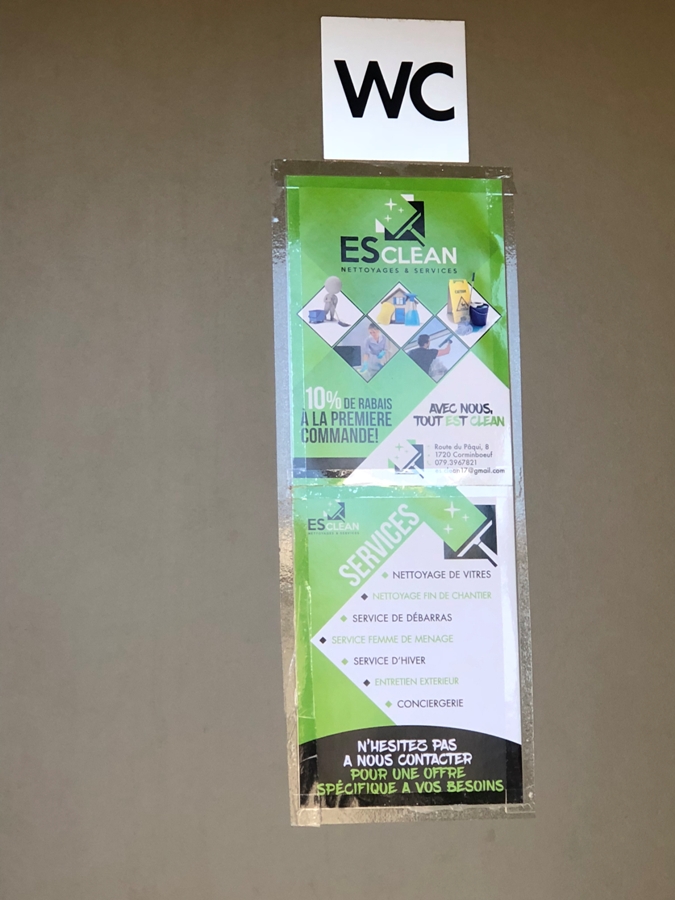 WC
ES CLEAN
NETTOYAGES & SERVICES
10% DE RABAIS
À LA PREMIERE
COMMANDE!
AVEC NOUS,
TOUT EST CLEAN
Route du Pâqui, 8
1720 Corminboeuf
079.3967821
ES CLEAN
NETTOYAGES & SERVICES
SERVICES
NETTOYAGE DE VITRES
NETTOYAGE FIN DE CHANTIER
SERVICE DE DÉBARRAS
SERVICE FEMME DE MENAGE
SERVICE D'HIVER
ENTRETIEN EXTERIEUR
CONCIERGERIE
N'HESITEZ PAS
A NOUS CONTACTER
POUR UNE OFFRE
SPÉCIFIQUE A VOS BESOINS